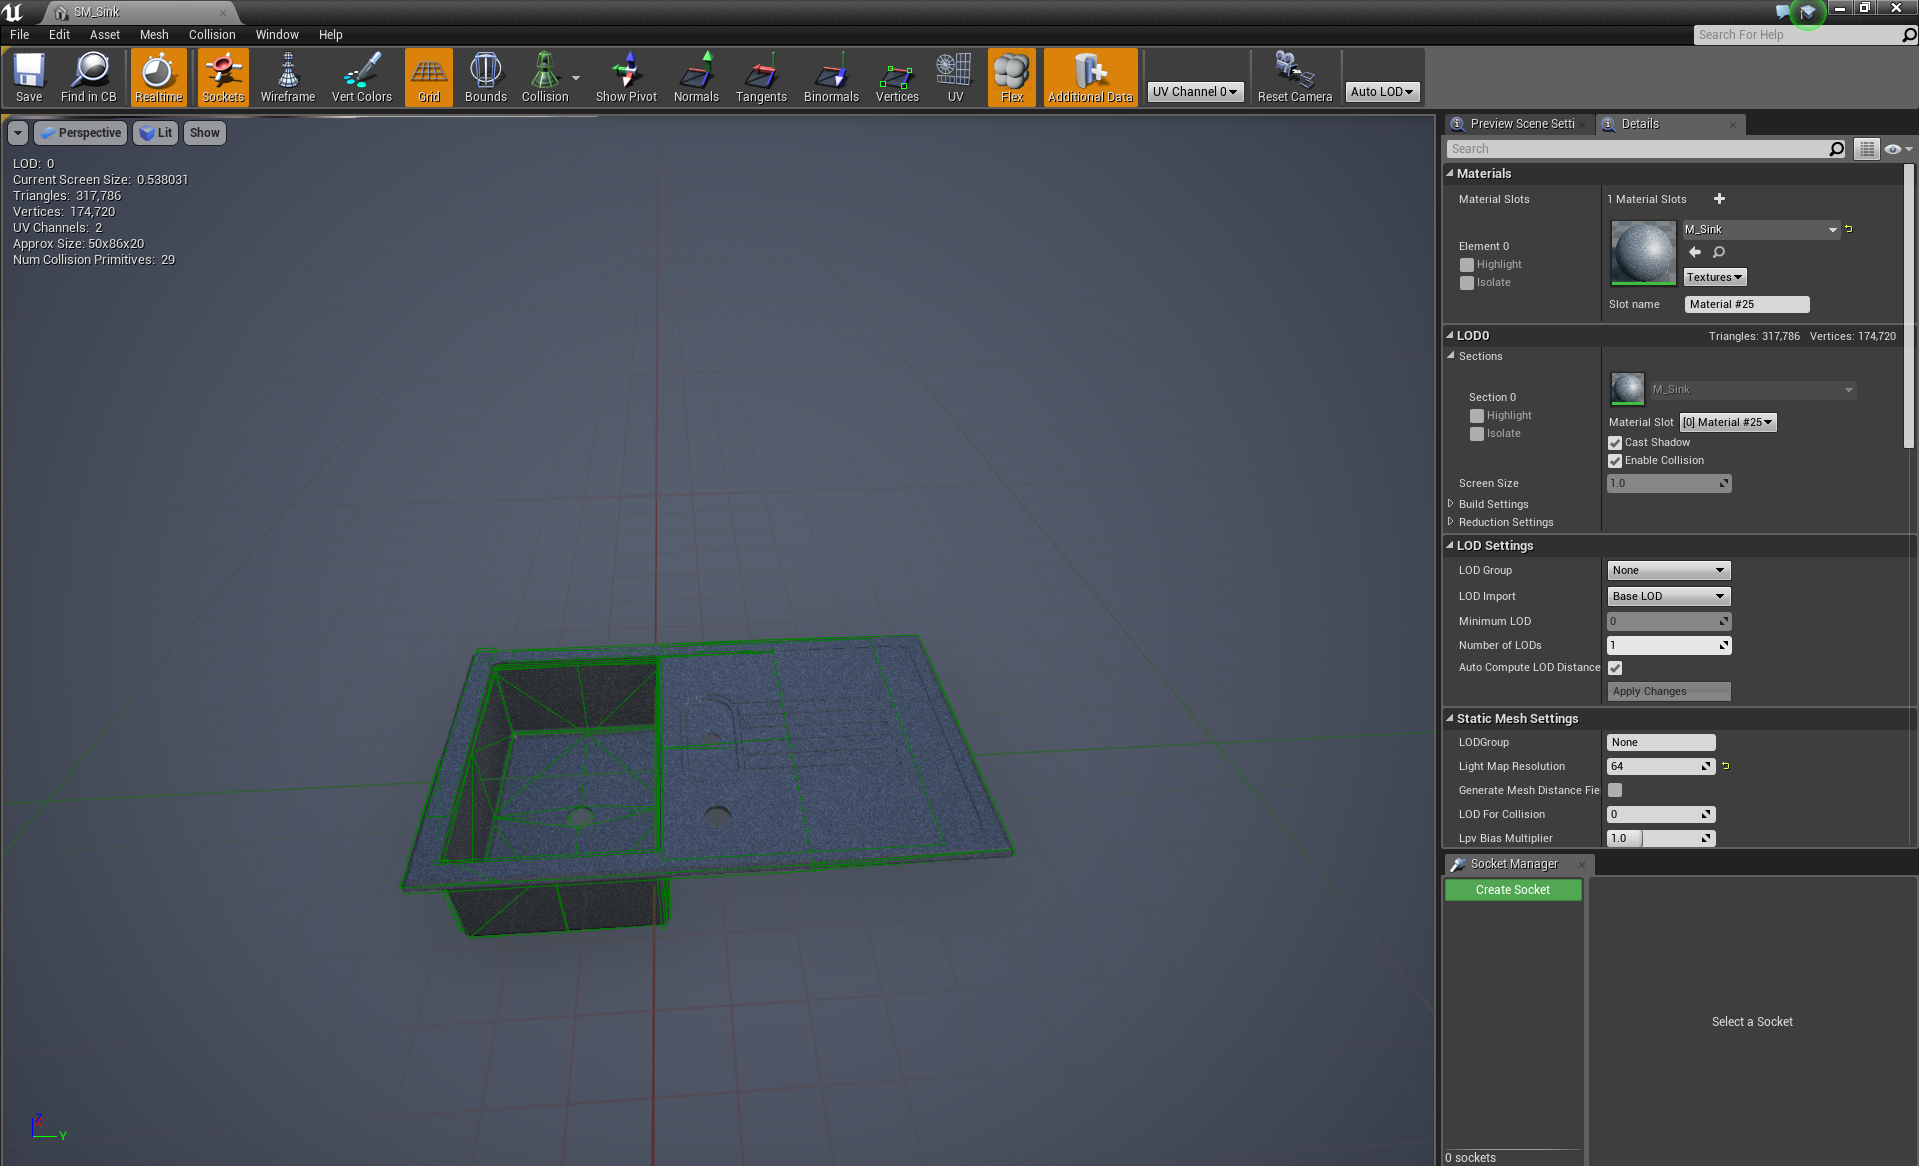 SM_Sink
File Edit Asset Mesh Collision Window Help
Search For Help
Save Find in CB Realtime Sockets Wireframe Vert Colors Grid Bounds Collision Show Pivot Normals Tangents Binormals Vertices UV Flex Additional Data UV Channel 0 Reset Camera Auto LOD
Perspective Lit Show
LOD: 0
Current Screen Size: 0.538031
Triangles: 317,786
Vertices: 174,720
UV Channels: 2
Approx Size: 50x86x20
Num Collision Primitives: 29
Z
Y
Preview Scene Setti Details
Search
Materials
Material Slots 1 Material Slots
M_Sink
Element 0
Highlight
Isolate
Textures
Slot name Material #25
LOD0 Triangles: 317,786 Vertices: 174,720
Sections
M_Sink
Section 0
Highlight
Isolate
Material Slot [0] Material #25
Cast Shadow
Enable Collision
Screen Size 1.0
Build Settings
Reduction Settings
LOD Settings
LOD Group None
LOD Import Base LOD
Minimum LOD 0
Number of LODs 1
Auto Compute LOD Distance
Apply Changes
Static Mesh Settings
LODGroup None
Light Map Resolution 64
Generate Mesh Distance Fie
LOD For Collision 0
Lpv Bias Multiplier 1.0
Socket Manager
Create Socket
Select a Socket
0 sockets